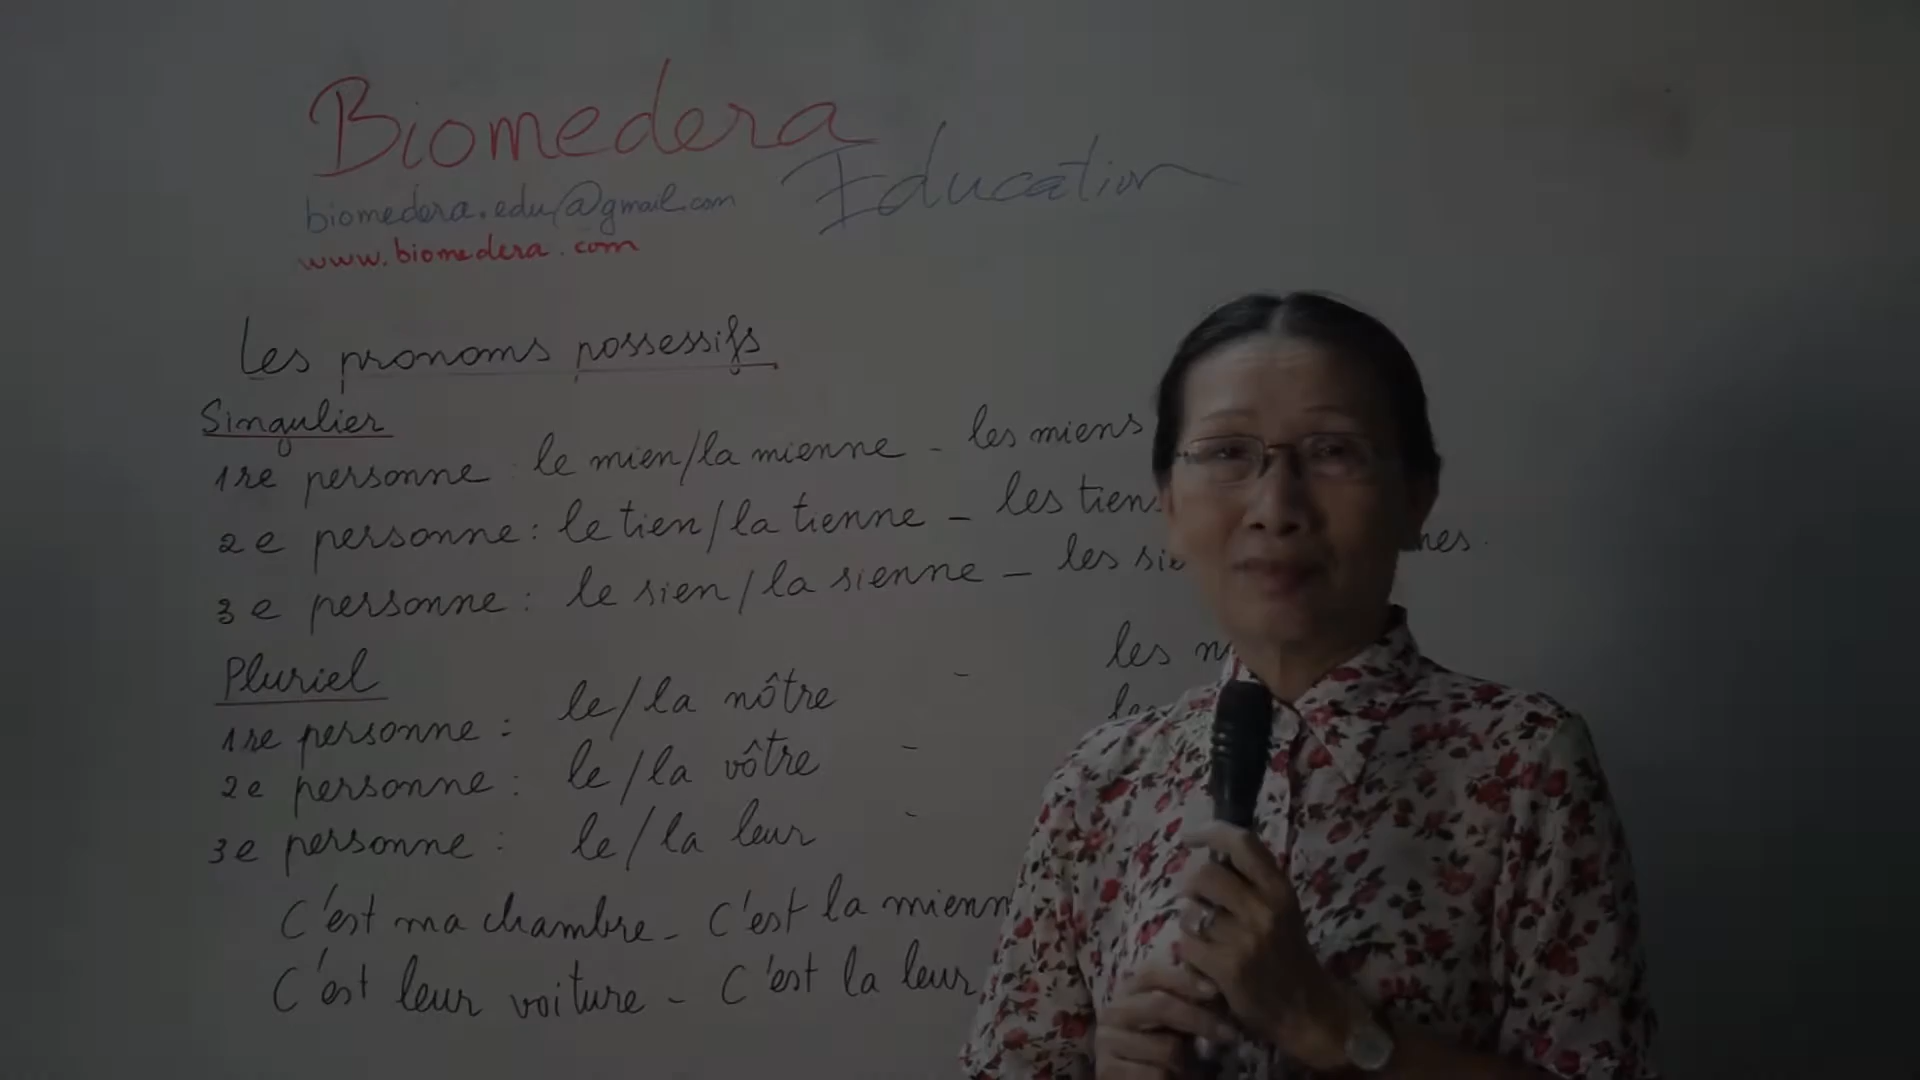 Biomedera
Education
biomedera.edu@gmail.com
www.biomedera.com
Les pronoms possessifs
Singulier
1re personne : le mien/la mienne - les miens
2e personne : le tien/la tienne - les tiens
3e personne : le sien/la sienne - les
Pluriel
1re personne : le/la nôtre - les
2e personne : le/la vôtre -
3e personne : le/la leur -
C'est ma chambre - C'est la mienn
C'est leur voiture - C'est la leur